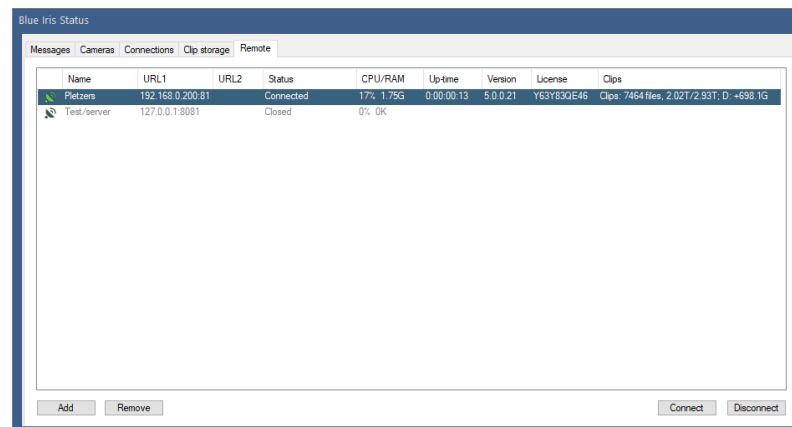 Blue Iris Status
Messages Cameras Connections Clip storage Remote
Name URL1 URL2 Status CPU/RAM Up-time Version License Clips
Pletzers 192.168.0.200:81 Connected 17% 1.75G 0:00:00:13 5.0.0.21 Y63Y83QE46 Clips: 7464 files, 2.02T/2.93T; D: +698.1G
Test/server 127.0.0.1:8081 Closed 0% 0K
Add Remove Connect Disconnect